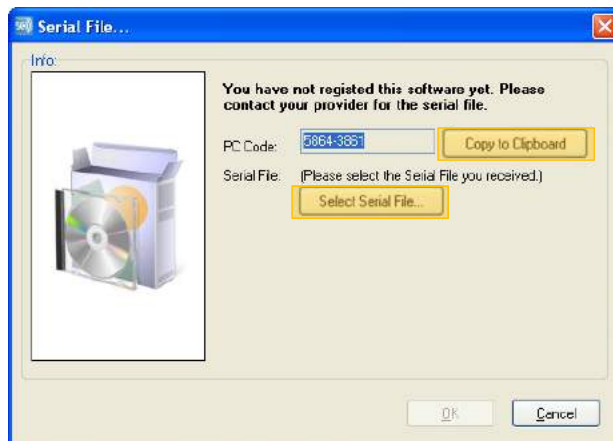 Serial File...
Info:
You have not registed this software yet. Please
contact your provider for the serial file.
PC Code: 5864-3861 Copy to Clipboard
Serial File: (Please select the Serial File you received.)
Select Serial File...
OK Cancel